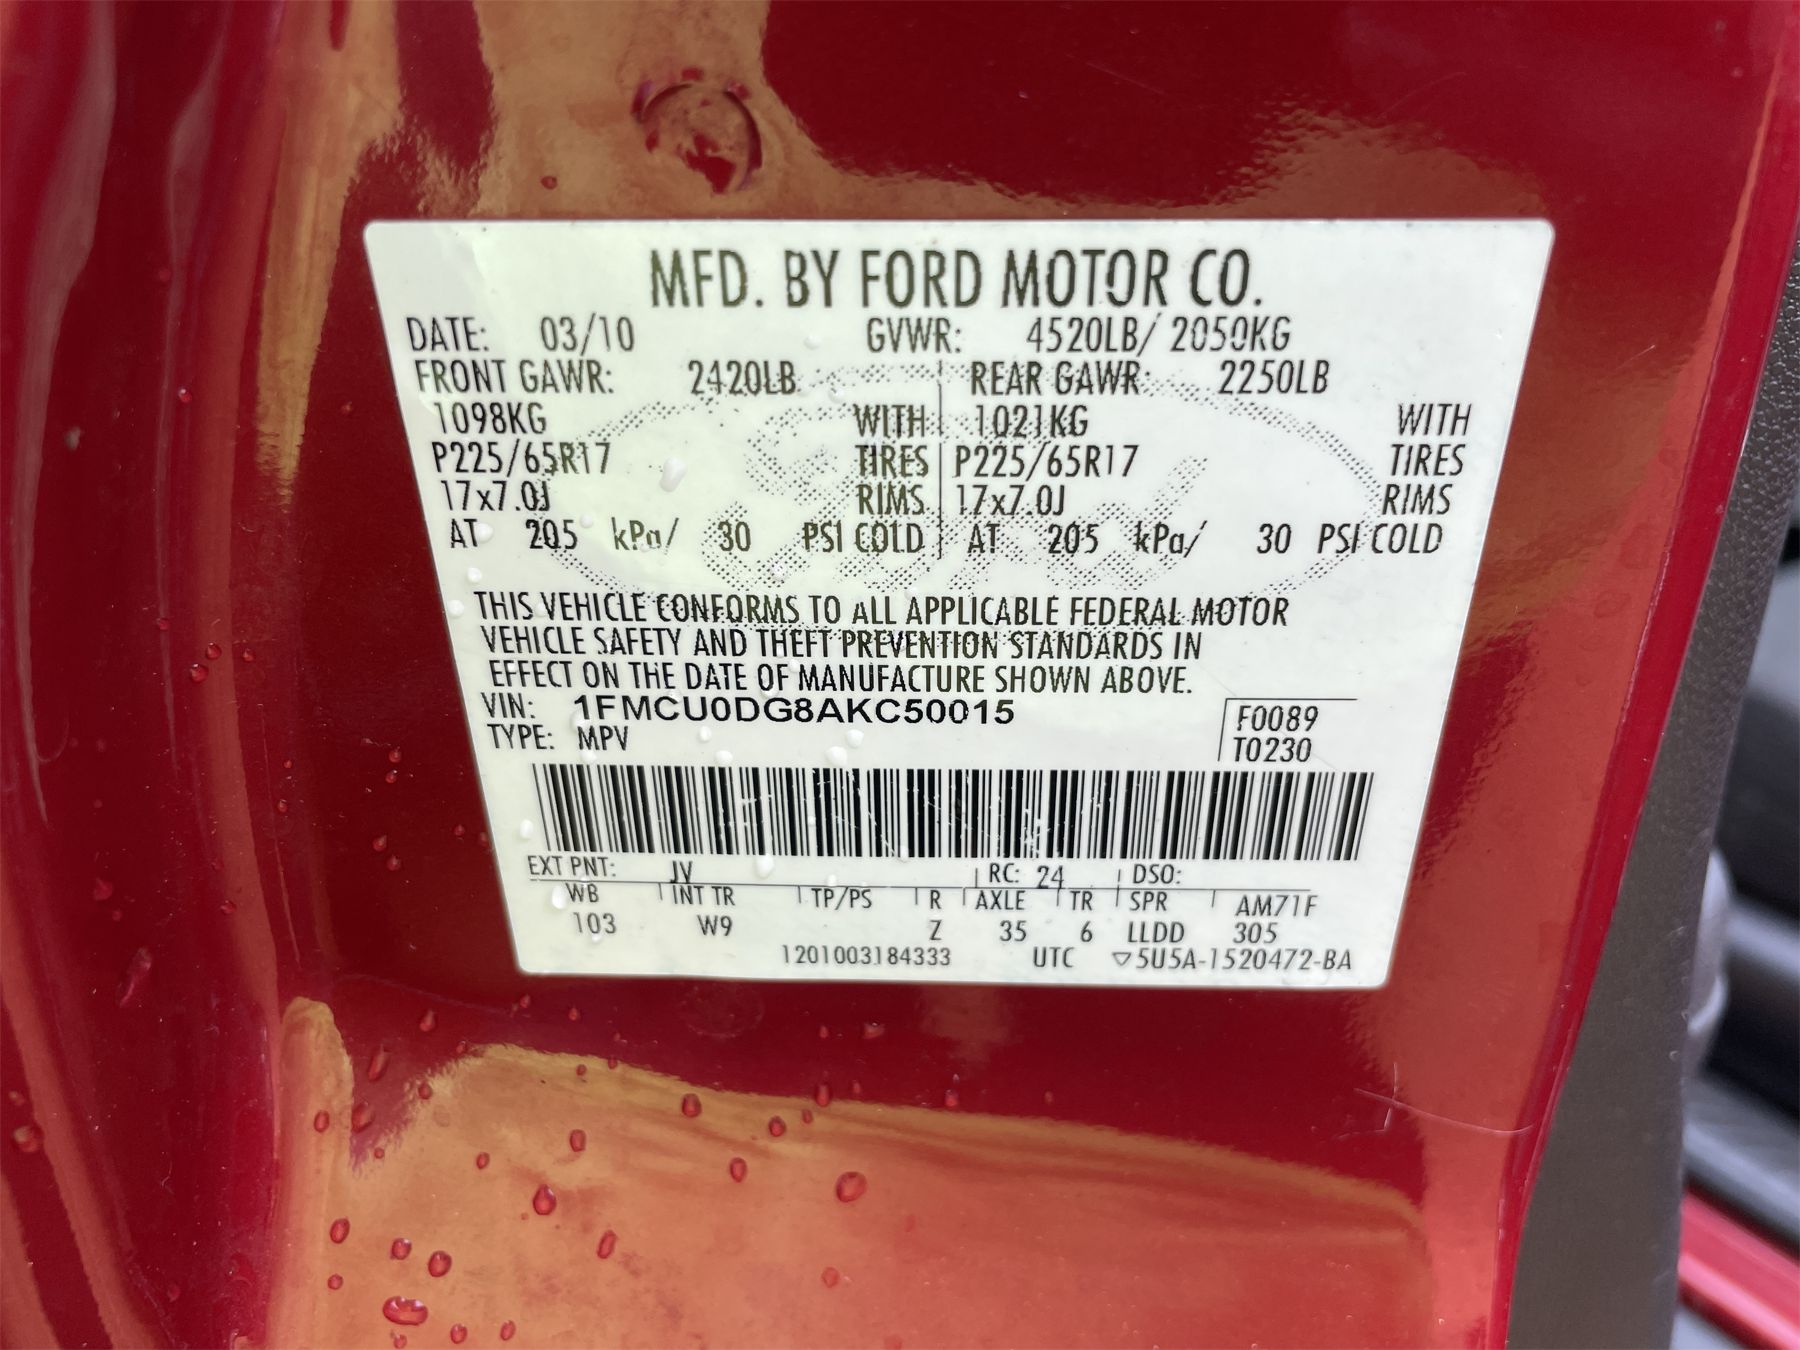 MFD. BY FORD MOTOR CO.
DATE: 03/10 GVWR: 4520LB/ 2050KG
FRONT GAWR: 2420LB REAR GAWR: 2250LB
1098KG WITH 1021KG WITH
P225/65R17 TIRES P225/65R17 TIRES
17x7.0J RIMS 17x7.0J RIMS
AT 205 kPa/ 30 PSI COLD AT 205 kPa/ 30 PSI COLD
THIS VEHICLE CONFORMS TO ALL APPLICABLE FEDERAL MOTOR
VEHICLE SAFETY AND THEFT PREVENTION STANDARDS IN
EFFECT ON THE DATE OF MANUFACTURE SHOWN ABOVE.
VIN: 1FMCU0DG8AKC50015 F0089
TYPE: MPV T0230
EXT PNT: JV RC: 24 DSO:
WB INT TR TP/PS R AXLE TR SPR AM71F
103 W9 Z 35 6 LLDD 305
1201003184333 UTC ▽5U5A-1520472-BA